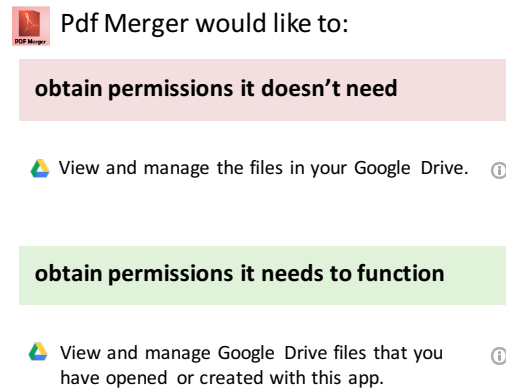 Pdf Merger would like to:
PDF Merger
obtain permissions it doesn't need
View and manage the files in your Google Drive.
obtain permissions it needs to function
View and manage Google Drive files that you
have opened or created with this app.